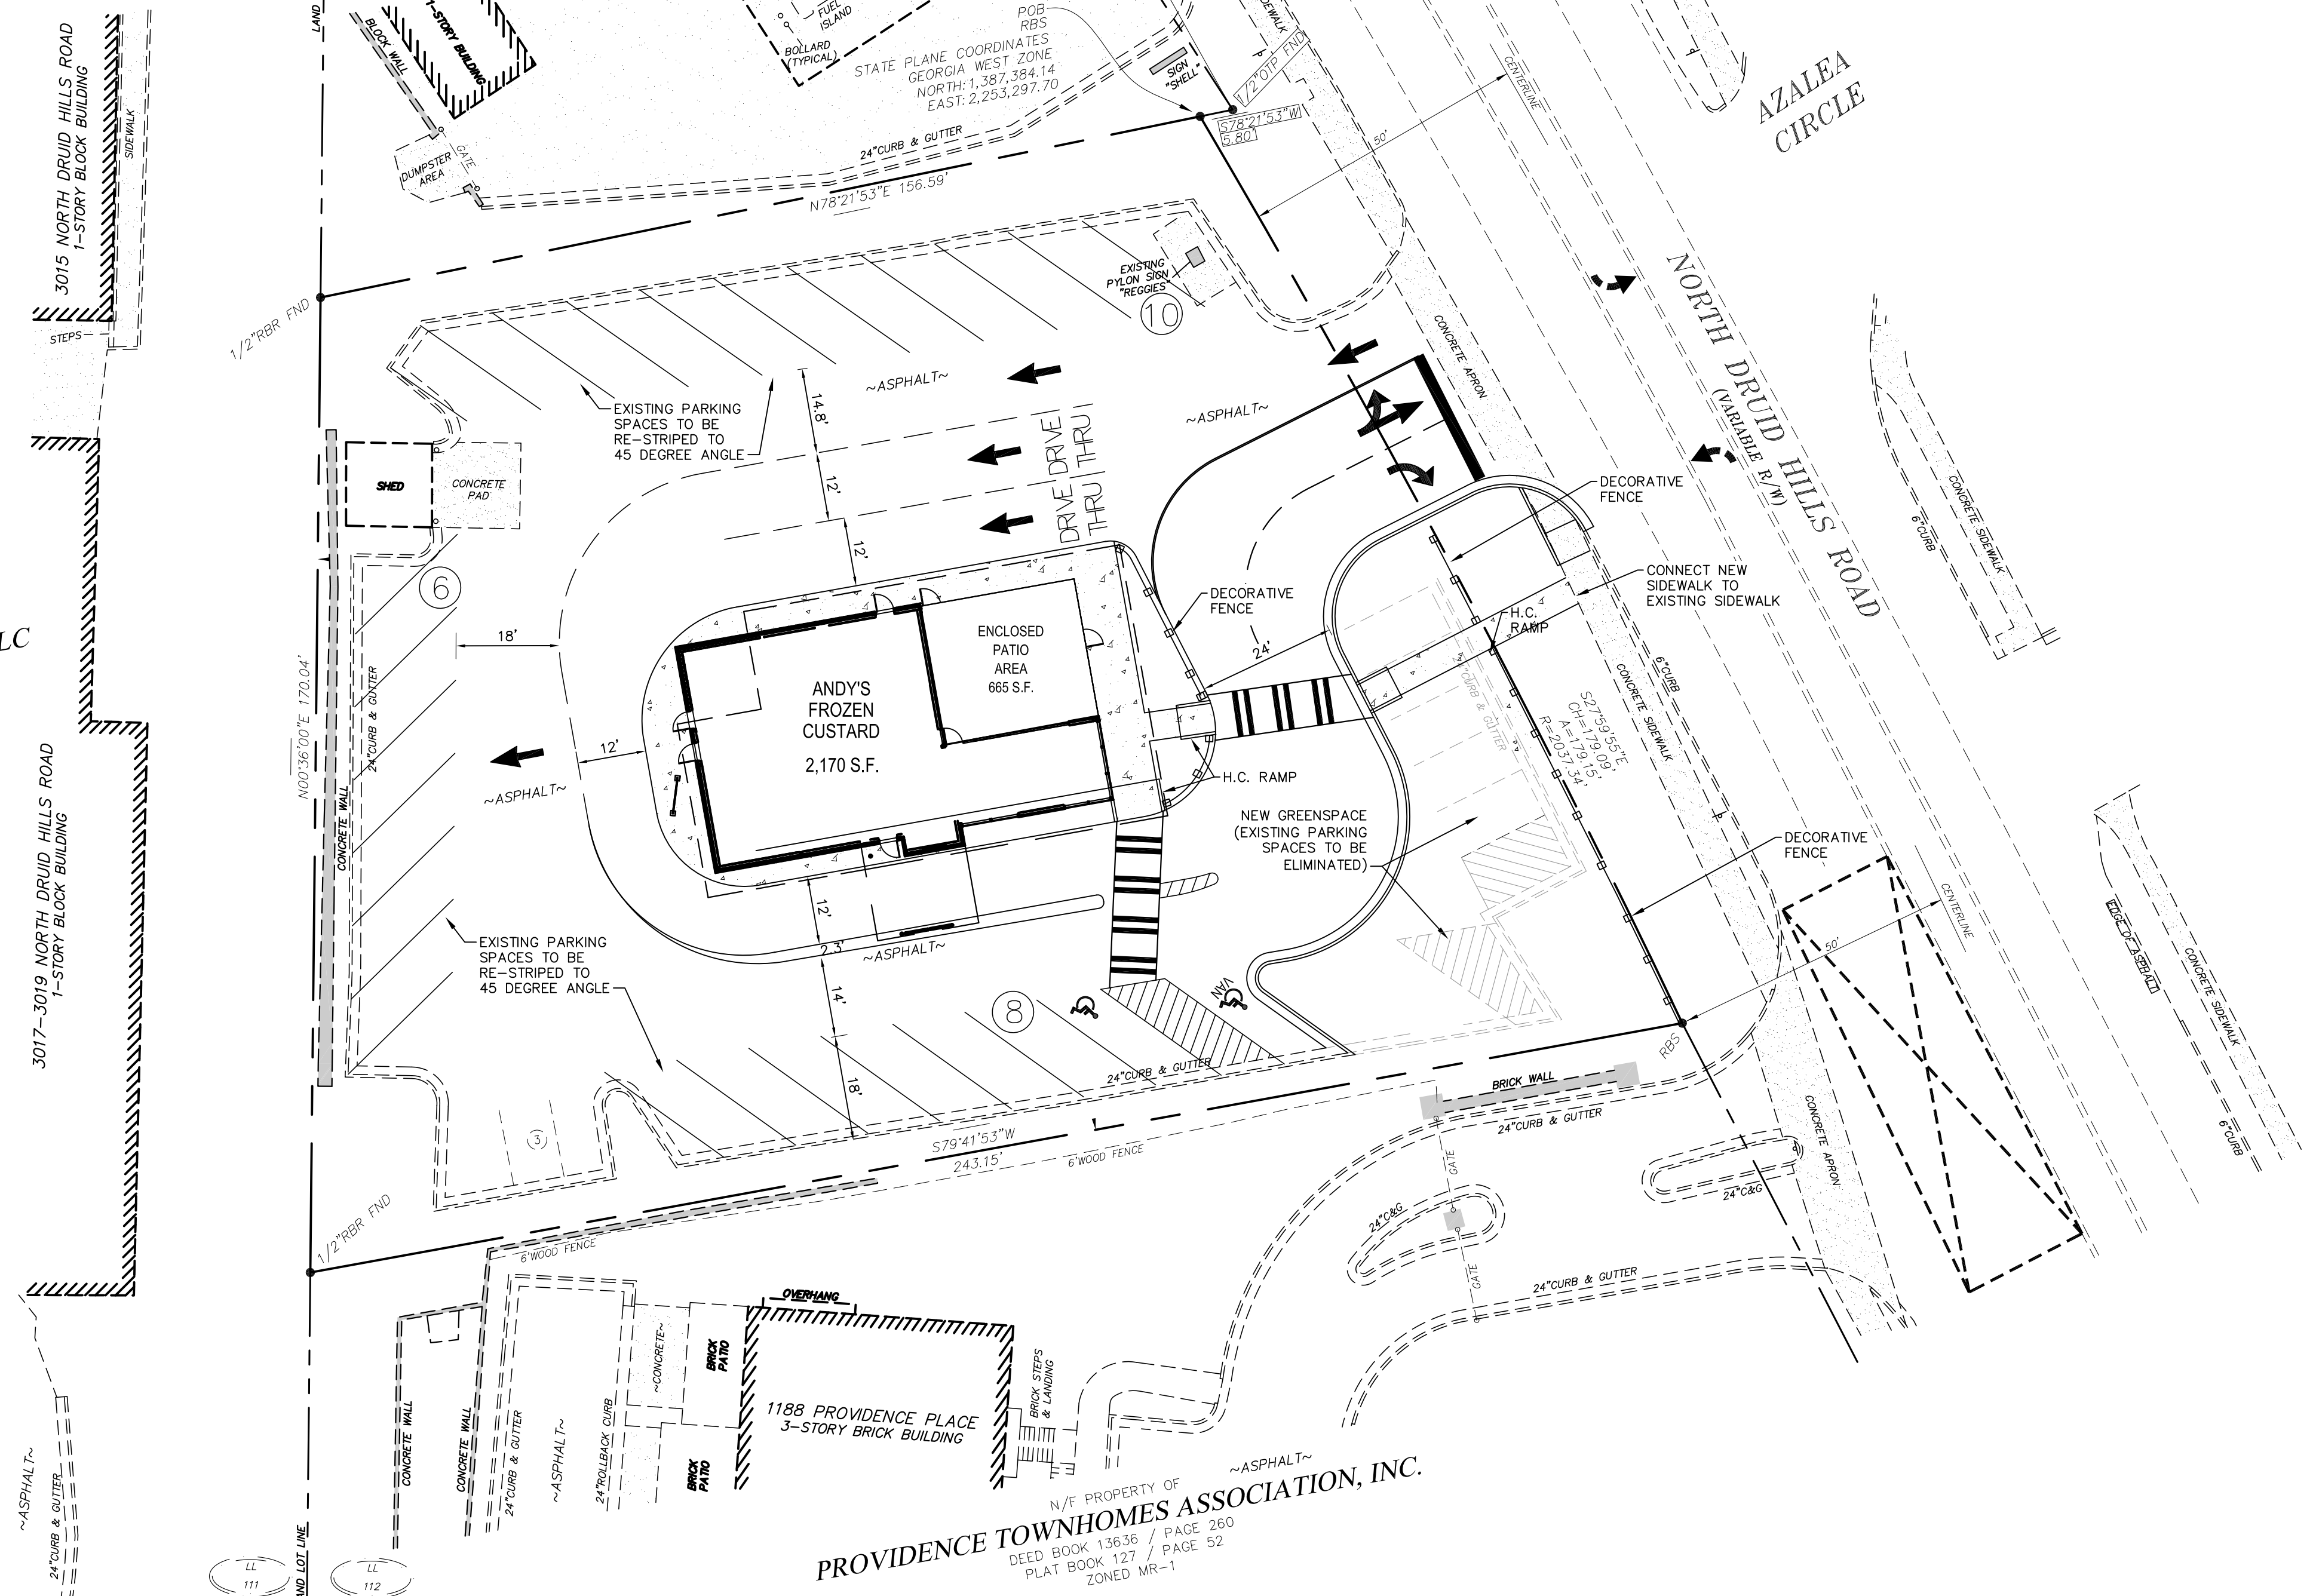 LAND
3015 NORTH DRUID HILLS ROAD
1-STORY BLOCK BUILDING
SIDEWALK
STEPS
BLOCK WALL
1-STORY BUILDING
DUMPSTER
AREA
GATE
BOLLARD
(TYPICAL)
FUEL
ISLAND
POB
RBS
STATE PLANE COORDINATES
GEORGIA WEST ZONE
NORTH: 1,387,384.14
EAST: 2,253,297.70
SIGN
"SHELL"
1/2"OTP FND
SIDEWALK
S78°21'53"W
5.80'
24"CURB & GUTTER
N78°21'53"E 156.59'
50'
CENTERLINE
AZALEA
CIRCLE
NORTH DRUID HILLS ROAD
(VARIABLE R/W)
1/2"RBR FND
EXISTING
PYLON SIGN
"REGGIES"
10
CONCRETE APRON
EXISTING PARKING
SPACES TO BE
RE-STRIPED TO
45 DEGREE ANGLE
14.8'
~ASPHALT~
~ASPHALT~
DRIVE
THRU
DRIVE
THRU
12'
12'
SHED
CONCRETE
PAD
6
18'
12'
N00°36'00"E 170.04'
CONCRETE WALL
24"CURB & GUTTER
~ASPHALT~
ANDY'S
FROZEN
CUSTARD
2,170 S.F.
ENCLOSED
PATIO
AREA
665 S.F.
DECORATIVE
FENCE
24'
DECORATIVE
FENCE
CONNECT NEW
SIDEWALK TO
EXISTING SIDEWALK
H.C.
RAMP
H.C. RAMP
24"CURB & GUTTER
CONCRETE SIDEWALK
6"CURB
S27°59'55"E
CH=179.09'
A=179.15'
R=2037.34'
NEW GREENSPACE
(EXISTING PARKING
SPACES TO BE
ELIMINATED)
DECORATIVE
FENCE
6"CURB
CONCRETE SIDEWALK
CENTERLINE
50'
EDGE OF ASPHALT
CONCRETE SIDEWALK
6"CURB
LLC
3017-3019 NORTH DRUID HILLS ROAD
1-STORY BLOCK BUILDING
EXISTING PARKING
SPACES TO BE
RE-STRIPED TO
45 DEGREE ANGLE
12'
2.3'
~ASPHALT~
14'
18'
8
VAN
24"CURB & GUTTER
RBS
BRICK WALL
24"CURB & GUTTER
CONCRETE APRON
3
S79°41'53"W
243.15'
6'WOOD FENCE
GATE
24"C&G
24"C&G
GATE
24"CURB & GUTTER
1/2"RBR FND
6'WOOD FENCE
OVERHANG
CONCRETE WALL
CONCRETE WALL
24"CURB & GUTTER
~ASPHALT~
24"ROLLBACK CURB
~CONCRETE~
BRICK
PATIO
BRICK
PATIO
1188 PROVIDENCE PLACE
3-STORY BRICK BUILDING
BRICK STEPS
& LANDING
~ASPHALT~
N/F PROPERTY OF
PROVIDENCE TOWNHOMES ASSOCIATION, INC.
DEED BOOK 13636 / PAGE 260
PLAT BOOK 127 / PAGE 52
ZONED MR-1
~ASPHALT~
24"CURB & GUTTER
LL
111
LAND LOT LINE
LL
112